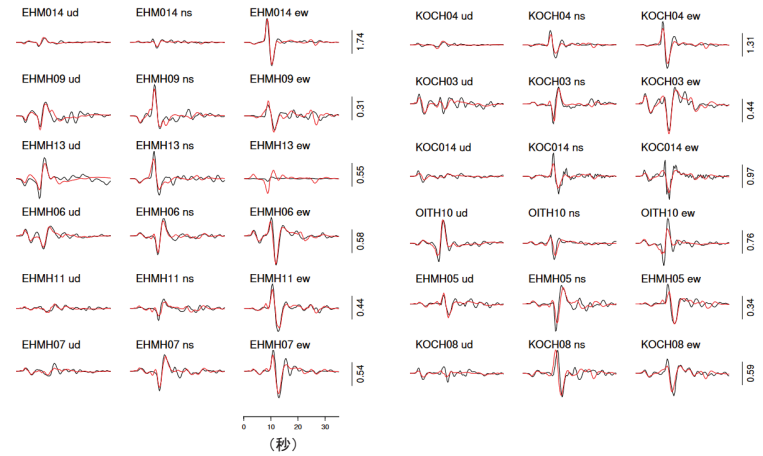 EHM014 ud EHM014 ns EHM014 ew 1.74
EHMH09 ud EHMH09 ns EHMH09 ew 0.31
EHMH13 ud EHMH13 ns EHMH13 ew 0.55
EHMH06 ud EHMH06 ns EHMH06 ew 0.58
EHMH11 ud EHMH11 ns EHMH11 ew 0.44
EHMH07 ud EHMH07 ns EHMH07 ew 0.54
0 10 20 30
(秒)
KOCH04 ud KOCH04 ns KOCH04 ew 1.31
KOCH03 ud KOCH03 ns KOCH03 ew 0.44
KOC014 ud KOC014 ns KOC014 ew 0.97
OITH10 ud OITH10 ns OITH10 ew 0.76
EHMH05 ud EHMH05 ns EHMH05 ew 0.34
KOCH08 ud KOCH08 ns KOCH08 ew 0.59